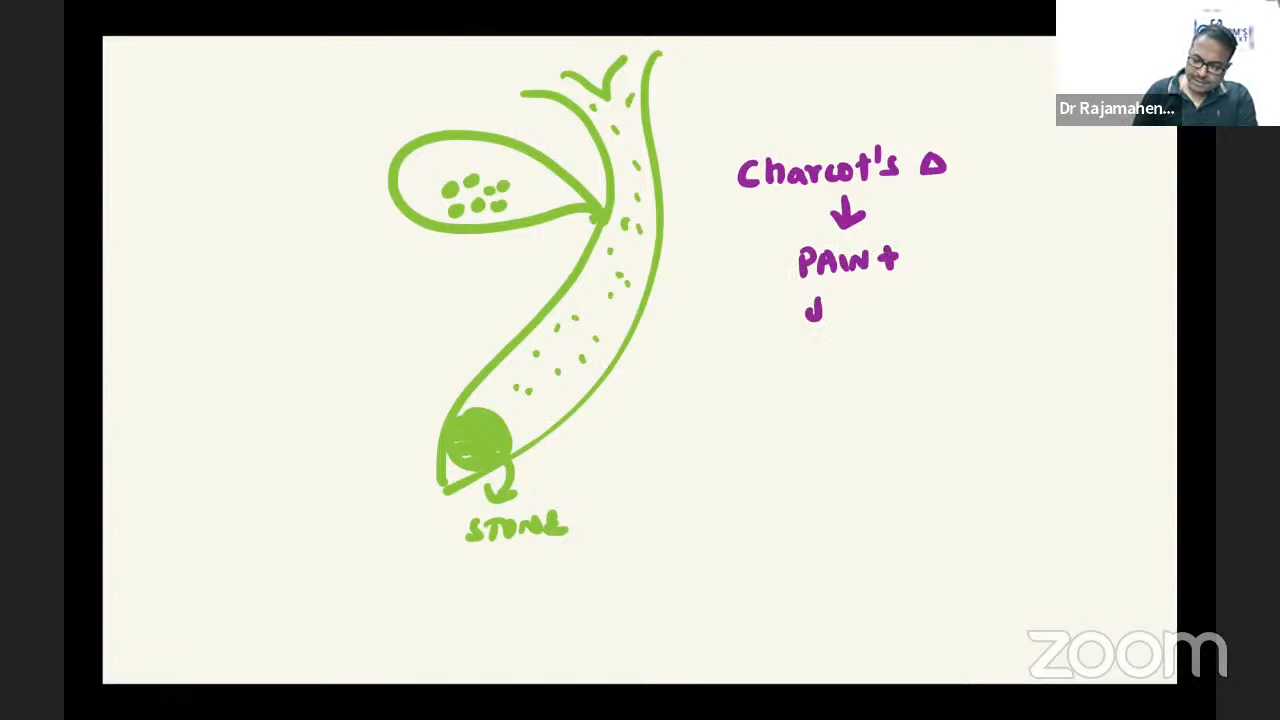 Dr Rajamahen...
Charcot's Δ
PAIN +
J
STONE
zoom